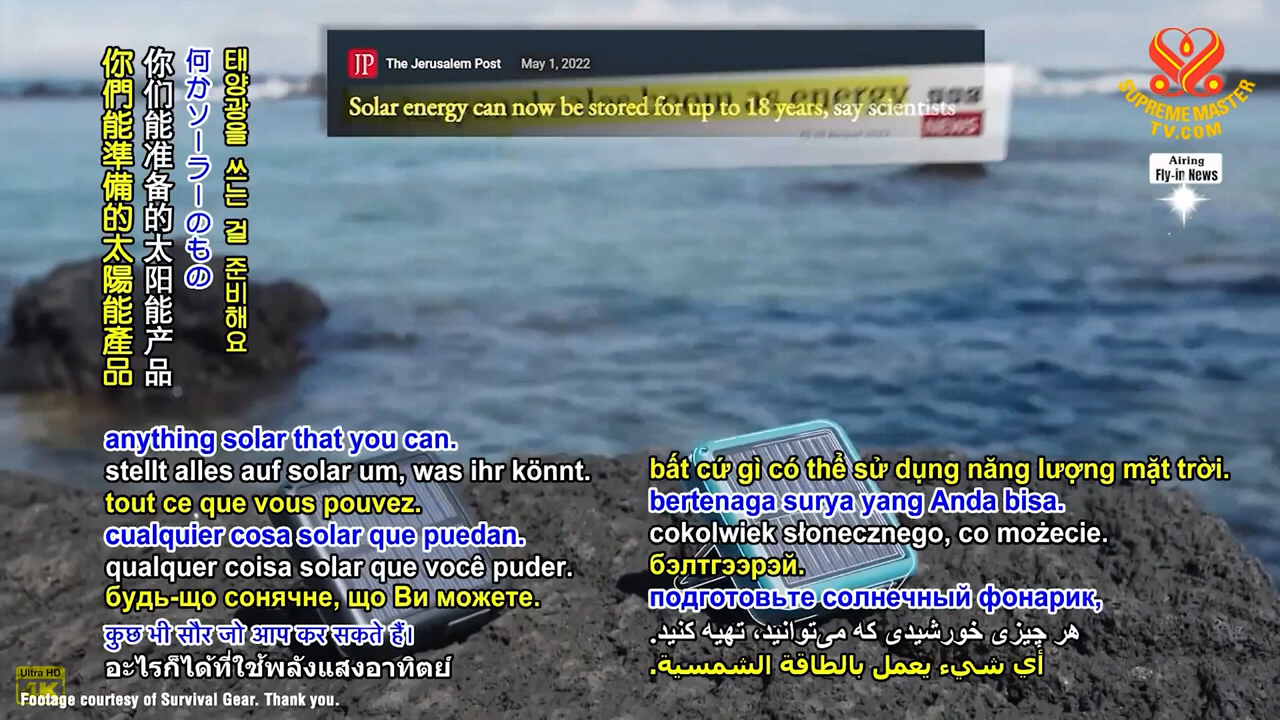 JP The Jerusalem Post May 1, 2022
Solar energy can now be stored for up to 18 years, say scientists
NEWS
SUPREME MASTER
TV.COM
Airing
Fly-in News
你們能準備的太陽能產品
你们能准备的太阳能产品
何かソーラーのもの
태양광을 쓰는 걸 준비해요
anything solar that you can.
stellt alles auf solar um, was ihr könnt.
tout ce que vous pouvez.
cualquier cosa solar que puedan.
qualquer coisa solar que você puder.
будь-що сонячне, що Ви можете.
कुछ भी सौर जो आप कर सकते हैं।
อะไรก็ได้ที่ใช้พลังแสงอาทิตย์
bất cứ gì có thể sử dụng năng lượng mặt trời.
bertenaga surya yang Anda bisa.
cokolwiek słonecznego, co możecie.
бэлтгээрэй.
подготовьте солнечный фонарик,
هر چیزی خورشیدی که می‌توانید، تهیه کنید.
أي شيء يعمل بالطاقة الشمسية.
Ultra HD
4K
Footage courtesy of Survival Gear. Thank you.